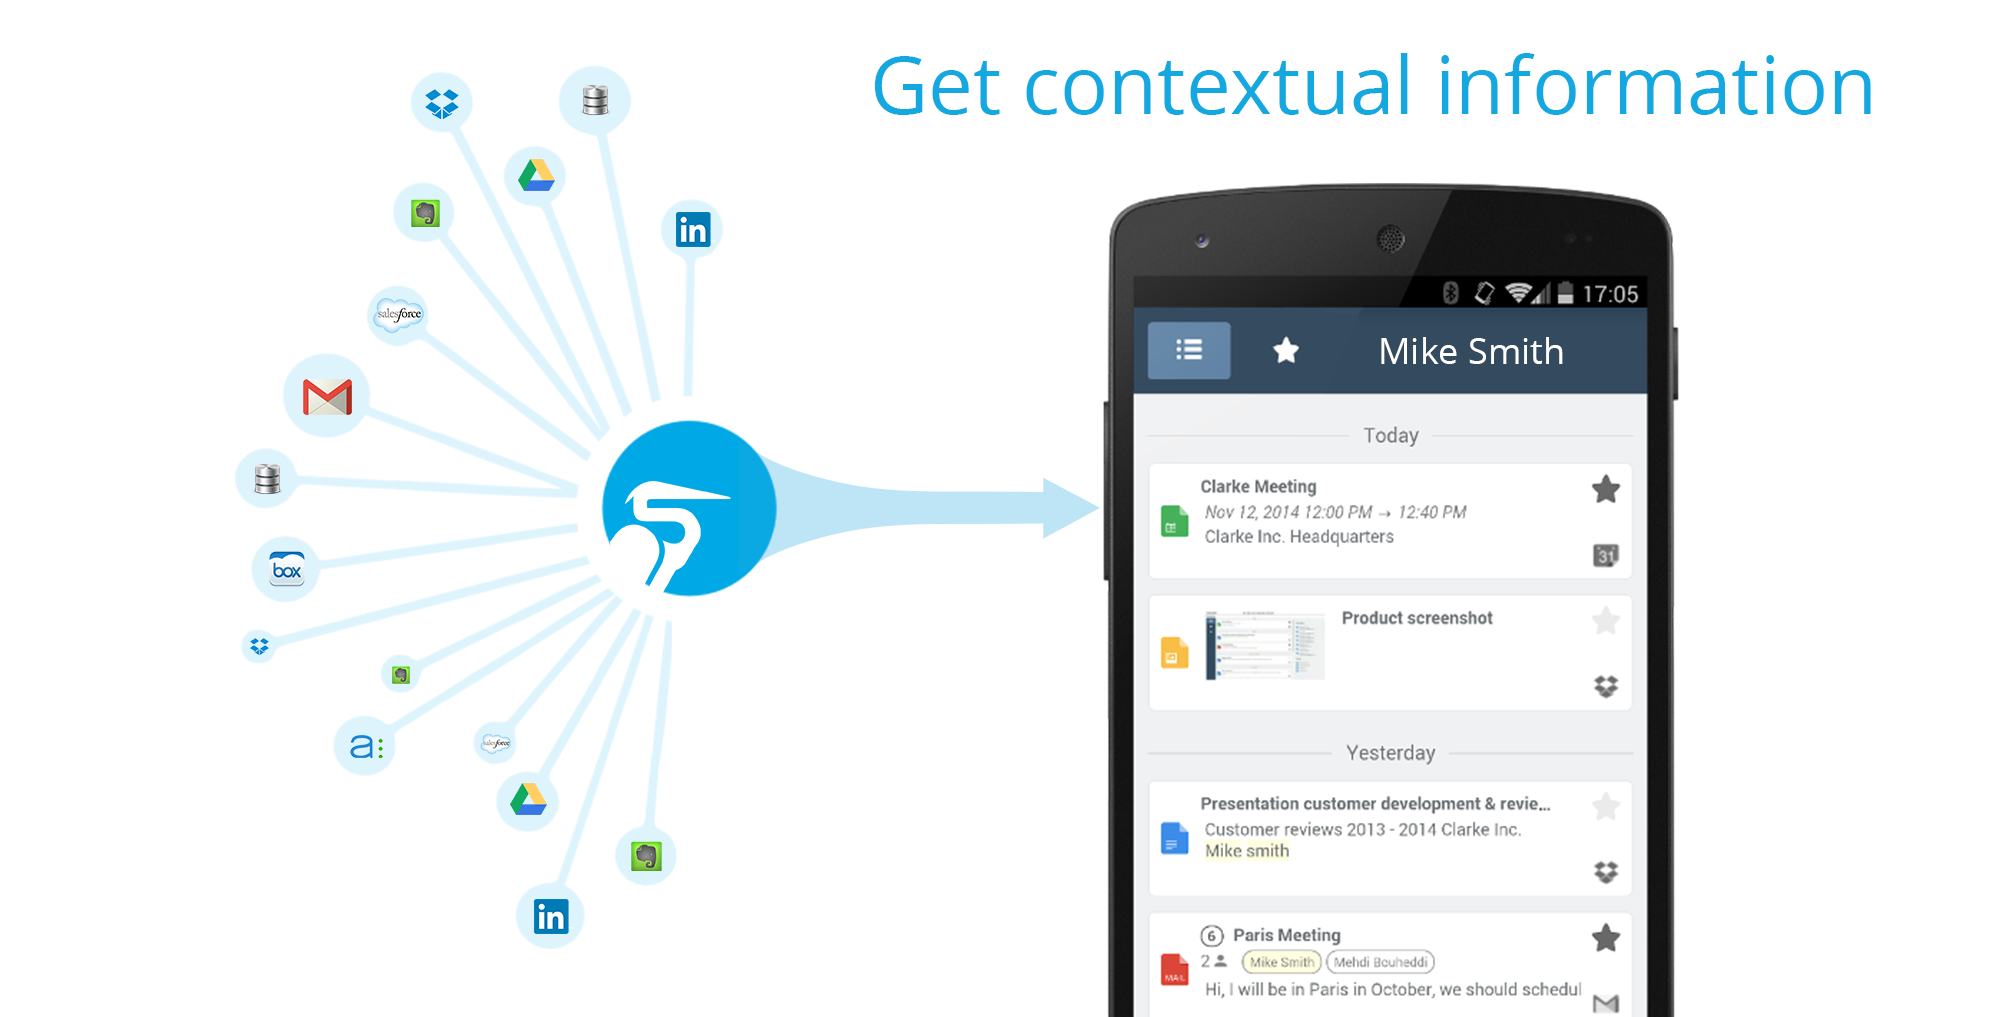 Get contextual information
in
salesforce
box
a:
salesforce
in
17:05
Mike Smith
Today
Clarke Meeting
Nov 12, 2014 12:00 PM → 12:40 PM
Clarke Inc. Headquarters
31
Product screenshot
Yesterday
Presentation customer development & revie...
Customer reviews 2013 - 2014 Clarke Inc.
Mike smith
6 Paris Meeting
2 Mike Smith Mehdi Bouheddi
MAIL
Hi, I will be in Paris in October, we should schedul